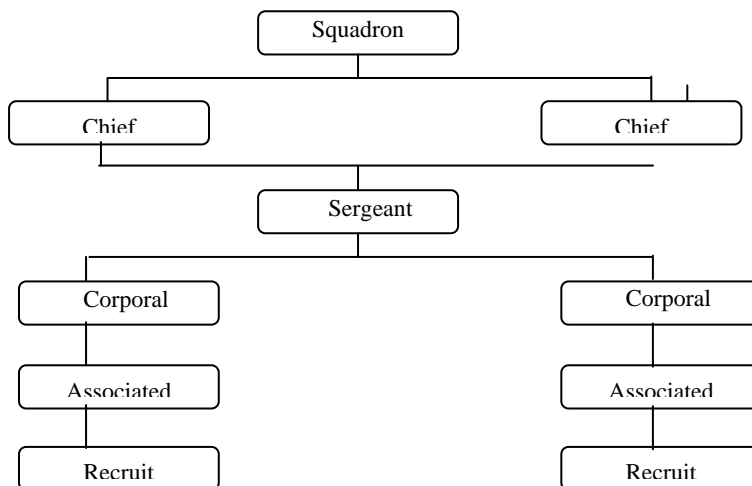 Squadron
Chief
Chief
Sergeant
Corporal
Corporal
Associated
Associated
Recruit
Recruit